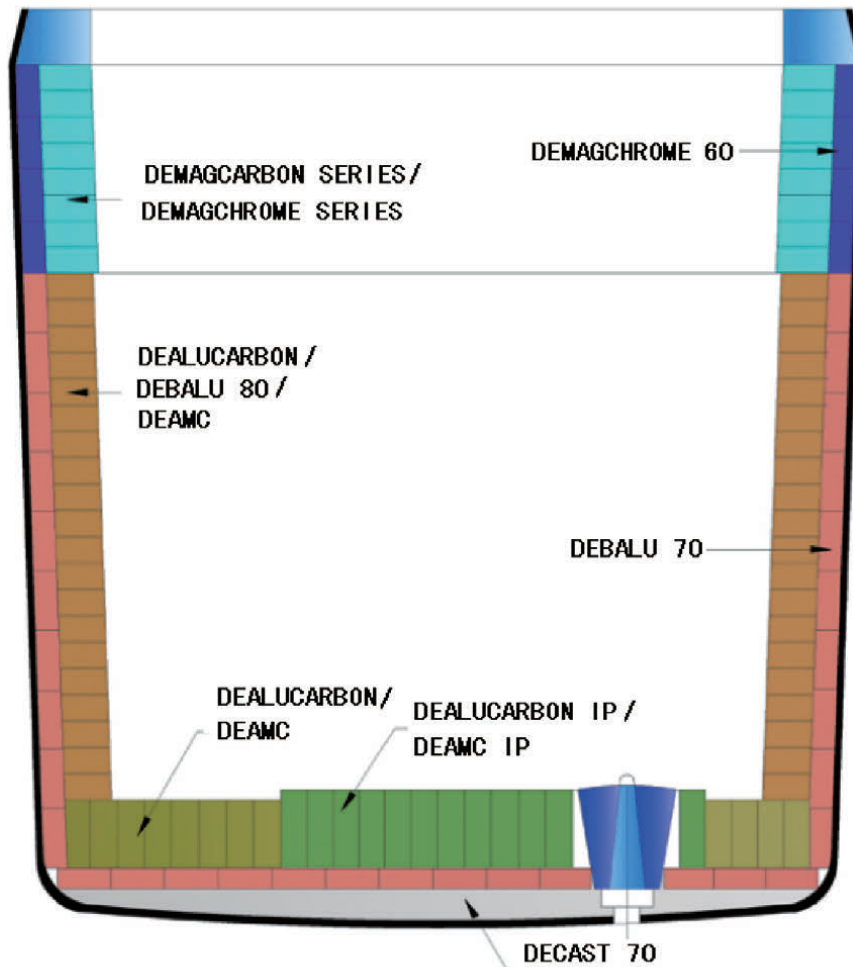 DEMAGCHROME 60
DEMAGCARBON SERIES/
DEMAGCHROME SERIES
DEALUCARBON/
DEBALU 80/
DEAMC
DEBALU 70
DEALUCARBON/
DEAMC
DEALUCARBON IP/
DEAMC IP
DECAST 70